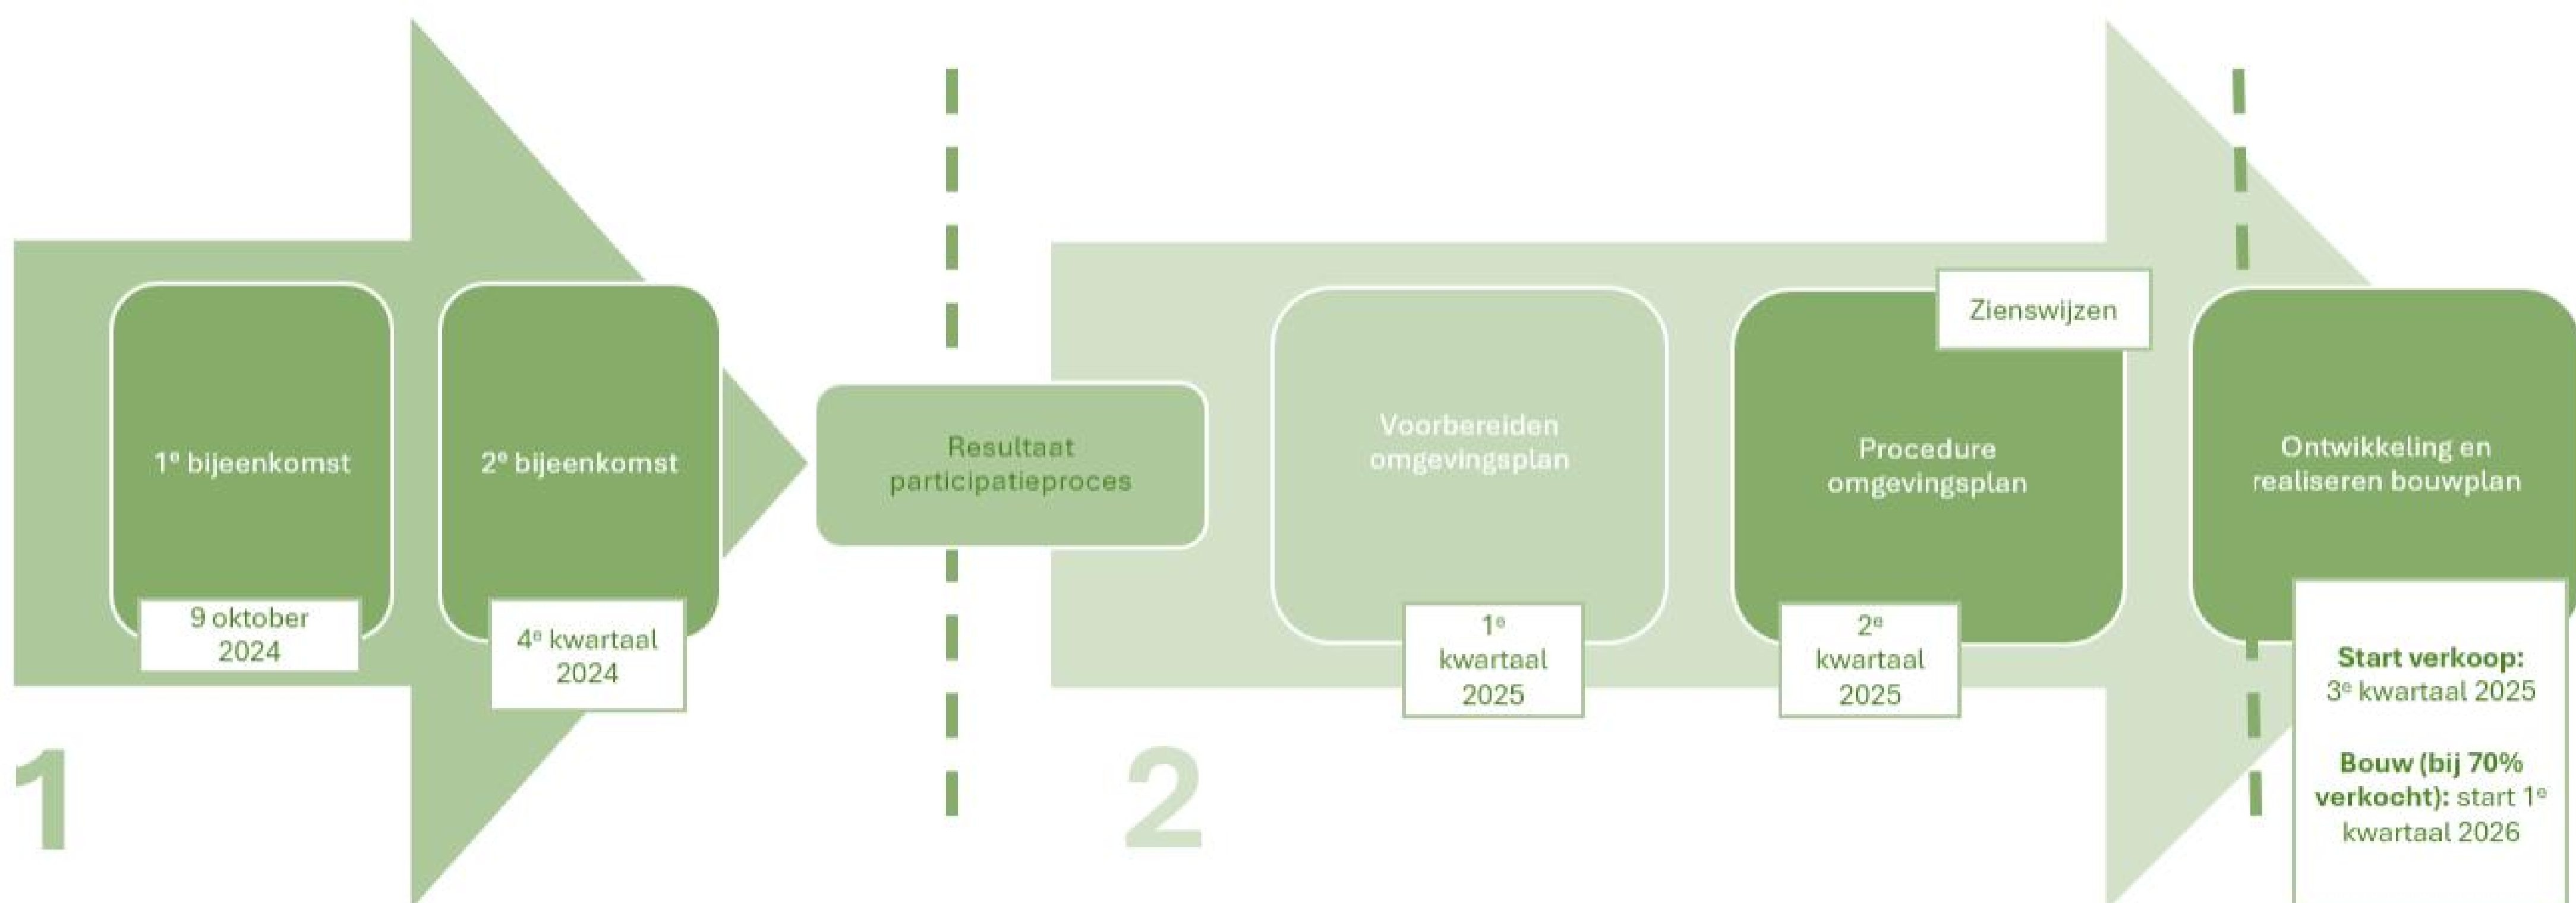 1ᵉ bijeenkomst
9 oktober
2024
2ᵉ bijeenkomst
4ᵉ kwartaal
2024
1
Resultaat
participatieproces
2
Voorbereiden
omgevingsplan
1ᵉ
kwartaal
2025
Zienswijzen
Procedure
omgevingsplan
2ᵉ
kwartaal
2025
Ontwikkeling en
realiseren bouwplan
Start verkoop:
3ᵉ kwartaal 2025
Bouw (bij 70%
verkocht): start 1ᵉ
kwartaal 2026